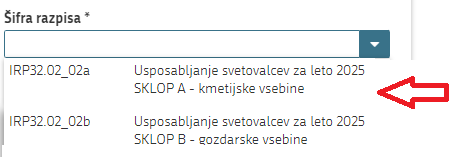 Šifra razpisa *
IRP32.02_02a Usposabljanje svetovalcev za leto 2025
SKLOP A - kmetijske vsebine
IRP32.02_02b Usposabljanje svetovalcev za leto 2025
SKLOP B - gozdarske vsebine